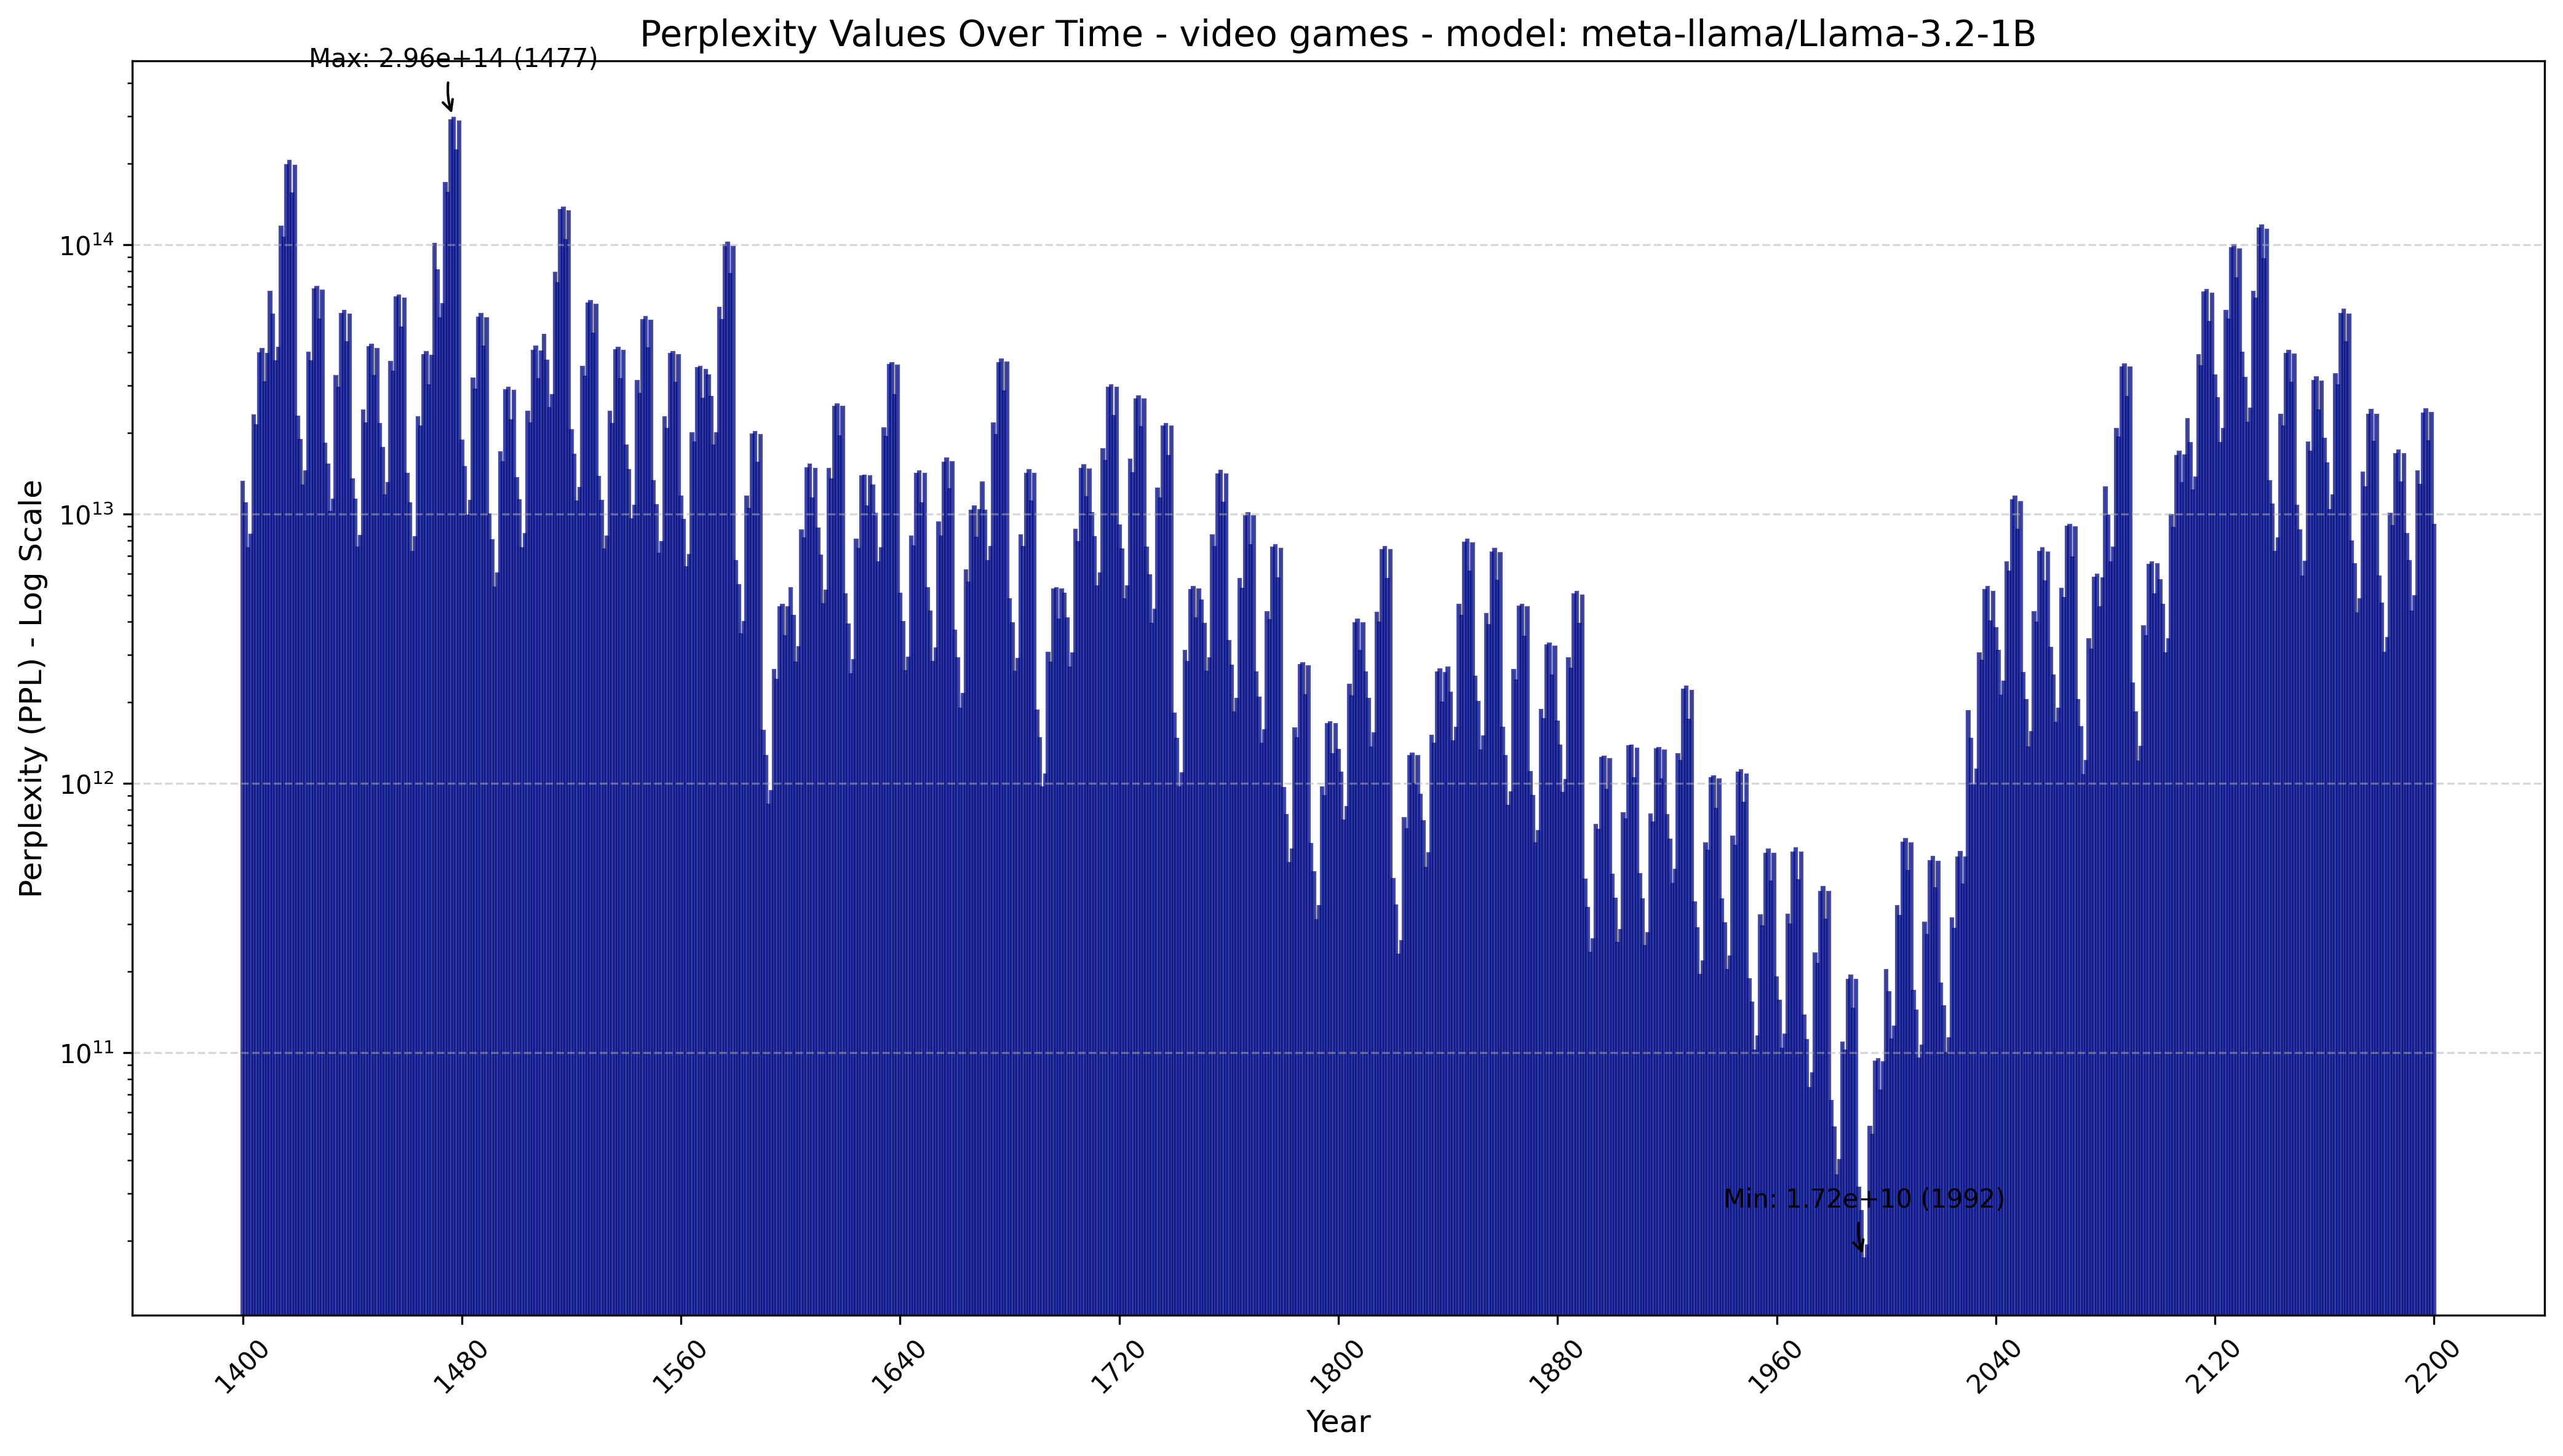 Perplexity Values Over Time - video games - model: meta-llama/Llama-3.2-1B
Max: 2.96e+14 (1477)
10^14
10^13
10^12
10^11
Perplexity (PPL) - Log Scale
Min: 1.72e+10 (1992)
1400 1480 1560 1640 1720 1800 1880 1960 2040 2120 2200
Year